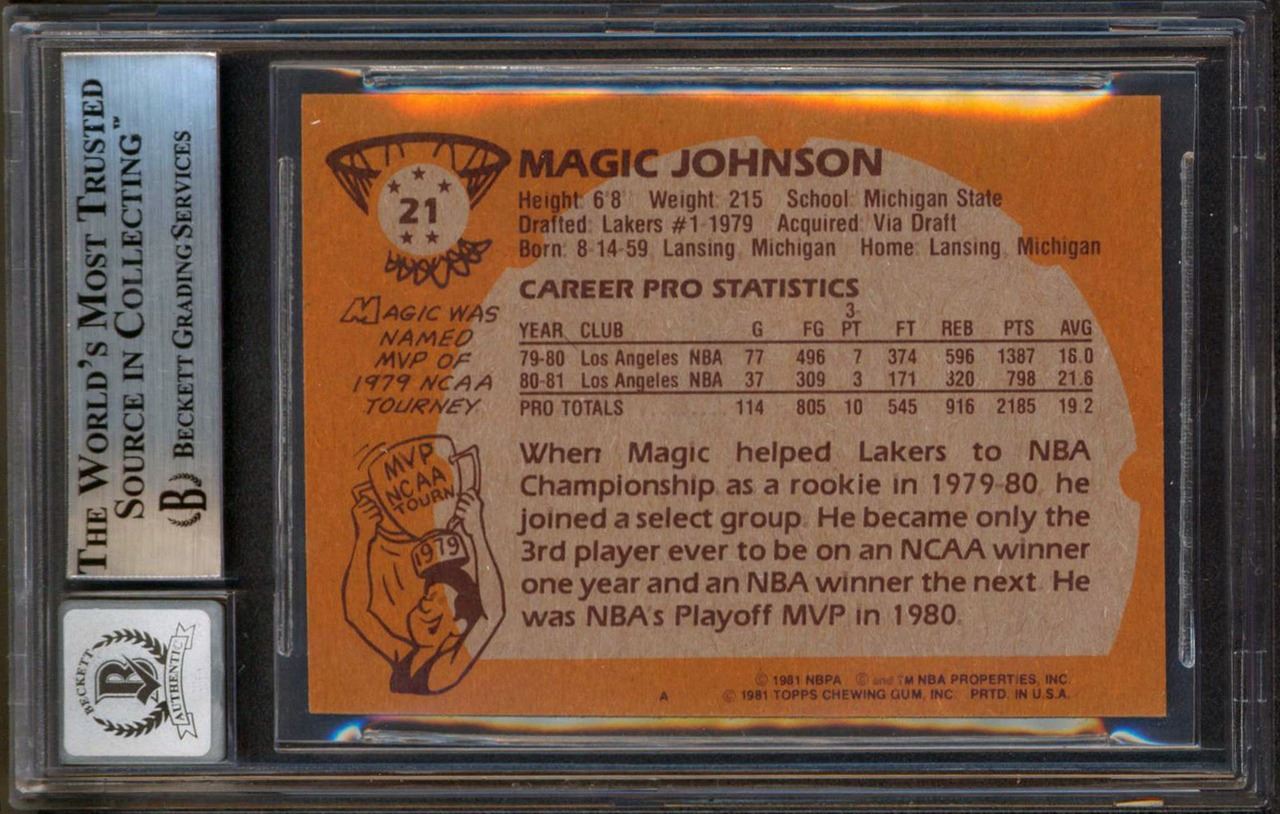 THE WORLD'S MOST TRUSTED
SOURCE IN COLLECTING™
BECKETT GRADING SERVICES
B
BECKETT
B
AUTHENTIC
21
MAGIC JOHNSON
Height: 6'8 Weight: 215 School: Michigan State
Drafted: Lakers #1-1979 Acquired: Via Draft
Born: 8-14-59 Lansing, Michigan Home: Lansing, Michigan
MAGIC WAS
NAMED
MVP OF
1979 NCAA
TOURNEY
MVP
NCAA
TOURN.
1979
CAREER PRO STATISTICS
YEAR CLUB G FG 3-PT FT REB PTS AVG
79-80 Los Angeles NBA 77 496 7 374 596 1387 18.0
80-81 Los Angeles NBA 37 309 3 171 320 798 21.6
PRO TOTALS 114 805 10 545 916 2185 19.2
When Magic helped Lakers to NBA
Championship as a rookie in 1979-80, he
joined a select group. He became only the
3rd player ever to be on an NCAA winner
one year and an NBA winner the next. He
was NBA's Playoff MVP in 1980.
© 1981 NBPA © and TM NBA PROPERTIES, INC.
A © 1981 TOPPS CHEWING GUM, INC. PRTD. IN U.S.A.